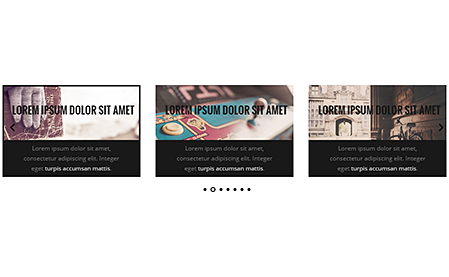 LOREM IPSUM DOLOR SIT AMET
Lorem ipsum dolor sit amet,
consectetur adipiscing elit. Integer
eget turpis accumsan mattis.
LOREM IPSUM DOLOR SIT AMET
Lorem ipsum dolor sit amet,
consectetur adipiscing elit. Integer
eget turpis accumsan mattis.
LOREM IPSUM DOLOR SIT AMET
Lorem ipsum dolor sit amet,
consectetur adipiscing elit. Integer
eget turpis accumsan mattis.